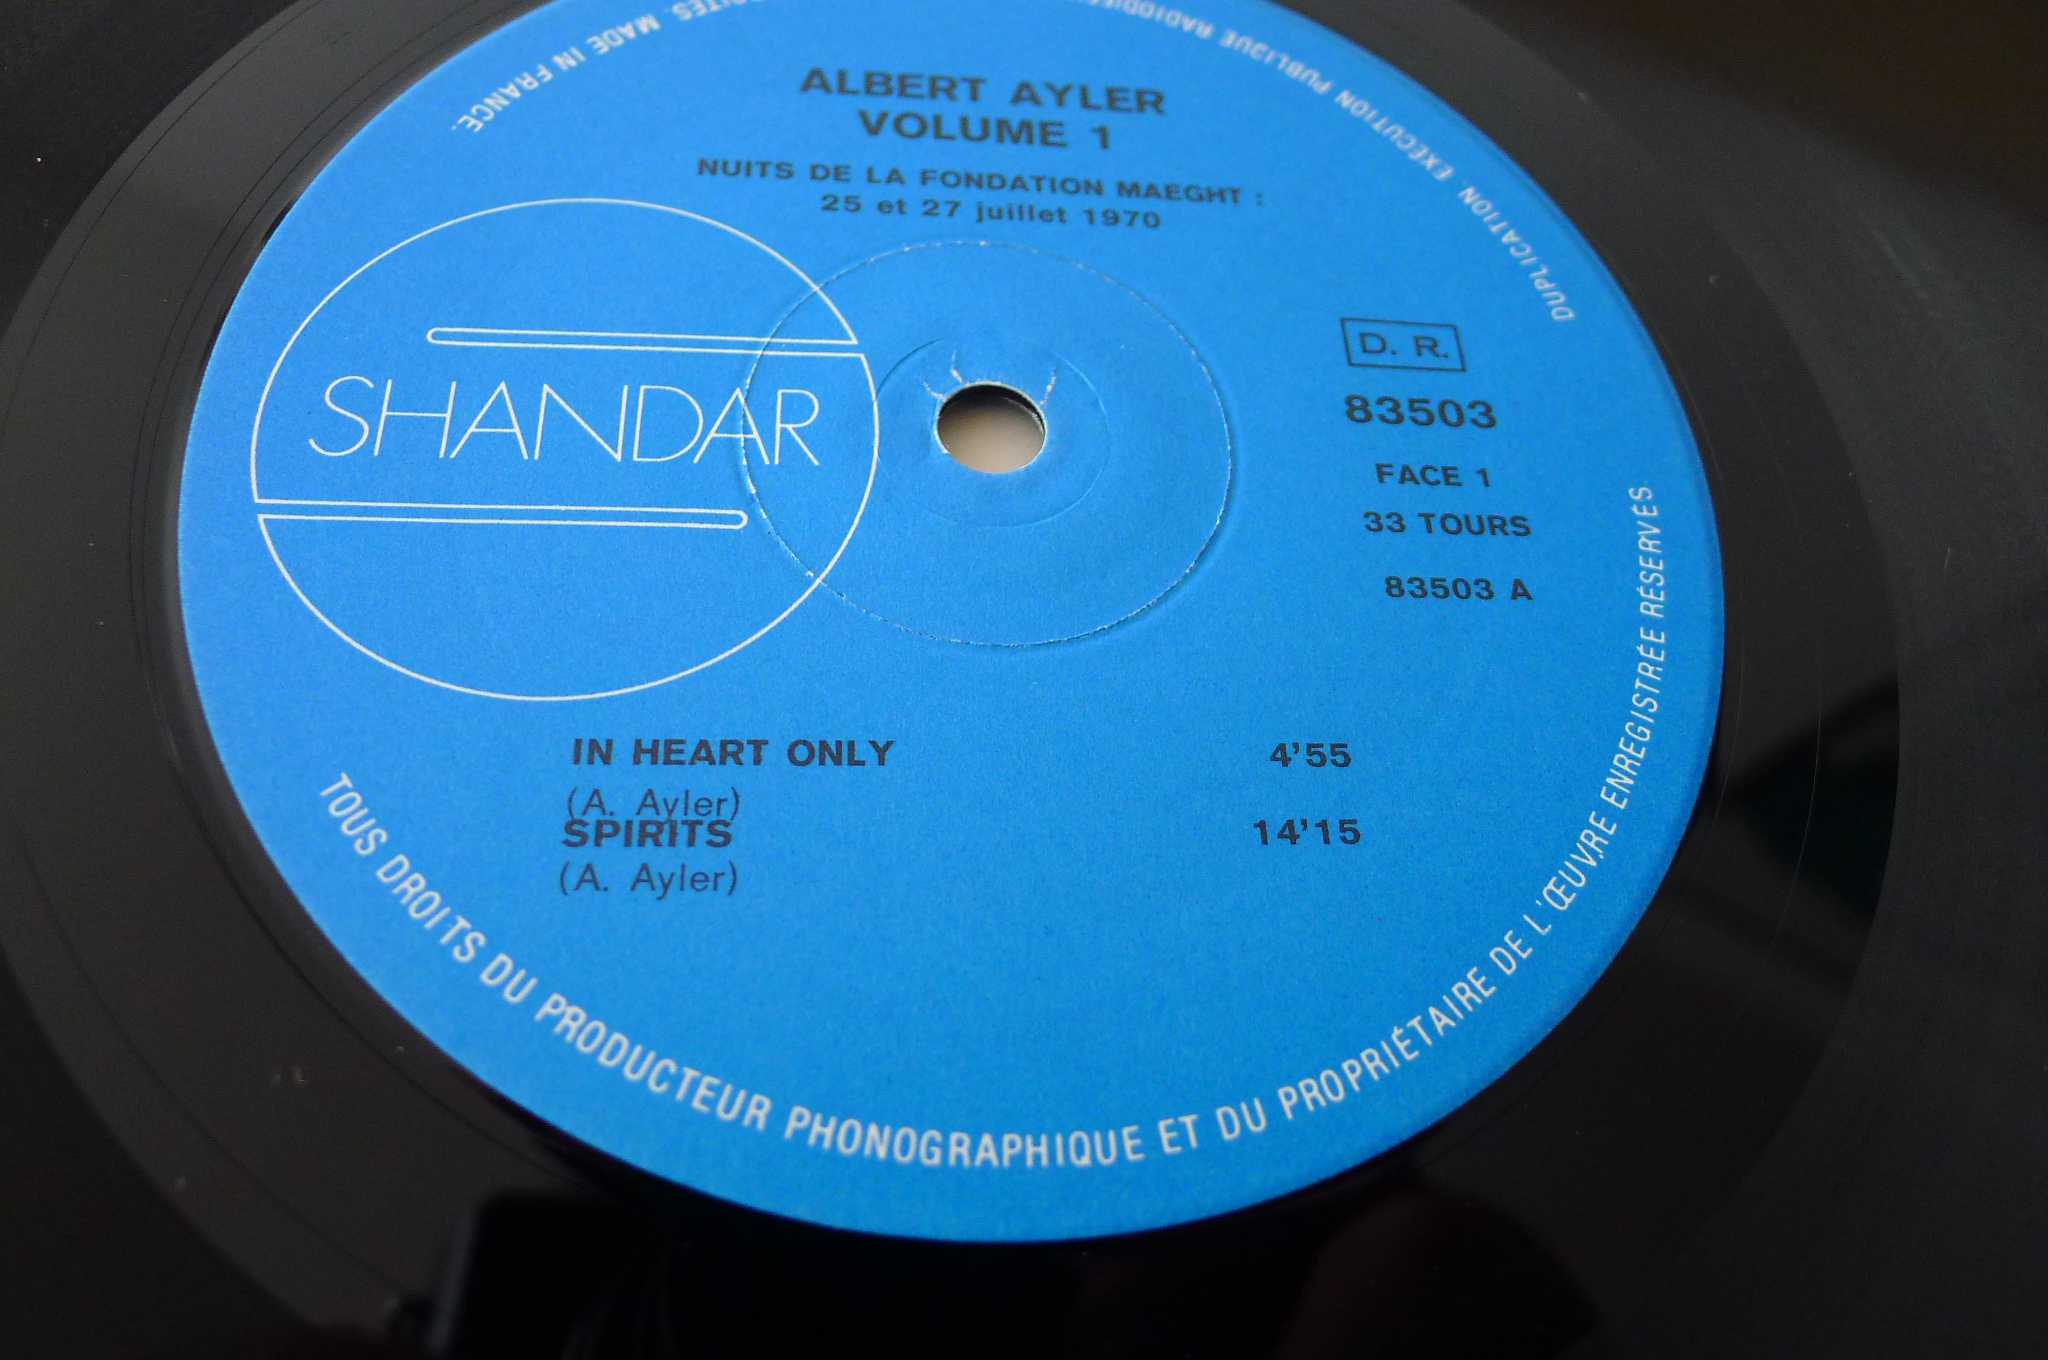 ALBERT AYLER
VOLUME 1
NUITS DE LA FONDATION MAEGHT :
25 et 27 juillet 1970
SHANDAR
D. R.
83503
FACE 1
33 TOURS
83503 A
IN HEART ONLY 4'55
(A. Ayler)
SPIRITS 14'15
(A. Ayler)
TOUS DROITS DU PRODUCTEUR PHONOGRAPHIQUE ET DU PROPRIÉTAIRE DE L'ŒUVRE ENREGISTRÉE RÉSERVÉS
DUPLICATION EXÉCUTION PUBLIQUE
MADE IN FRANCE.